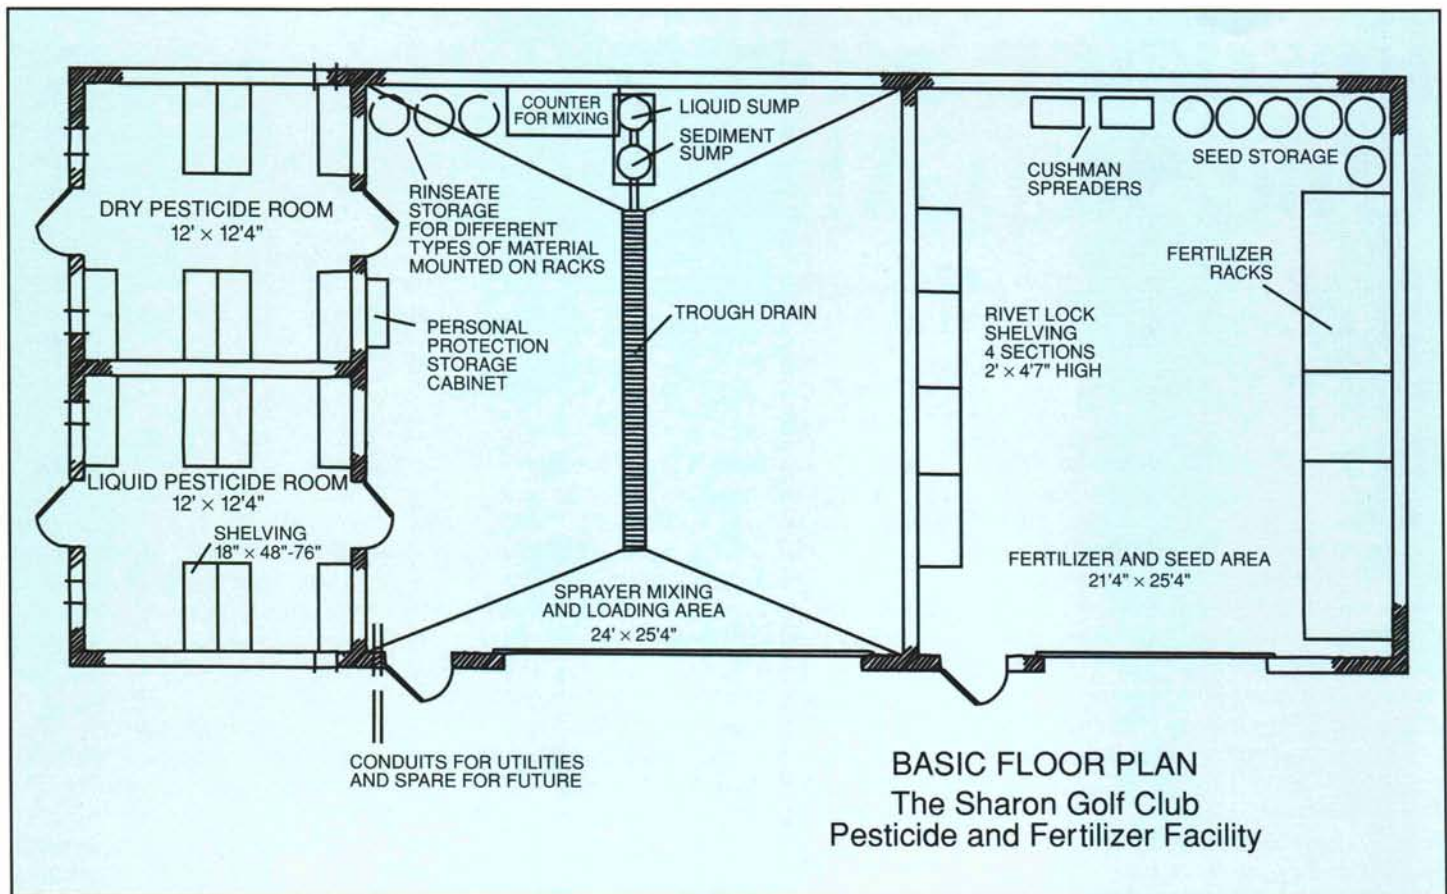 COUNTER
FOR MIXING
LIQUID SUMP
SEDIMENT
SUMP
CUSHMAN
SPREADERS
SEED STORAGE
DRY PESTICIDE ROOM
12' × 12'4"
RINSEATE
STORAGE
FOR DIFFERENT
TYPES OF MATERIAL
MOUNTED ON RACKS
FERTILIZER
RACKS
PERSONAL
PROTECTION
STORAGE
CABINET
TROUGH DRAIN
RIVET LOCK
SHELVING
4 SECTIONS
2' × 4'7" HIGH
LIQUID PESTICIDE ROOM
12' × 12'4"
SHELVING
18" × 48"-76"
SPRAYER MIXING
AND LOADING AREA
24' × 25'4"
FERTILIZER AND SEED AREA
21'4" × 25'4"
CONDUITS FOR UTILITIES
AND SPARE FOR FUTURE
BASIC FLOOR PLAN
The Sharon Golf Club
Pesticide and Fertilizer Facility